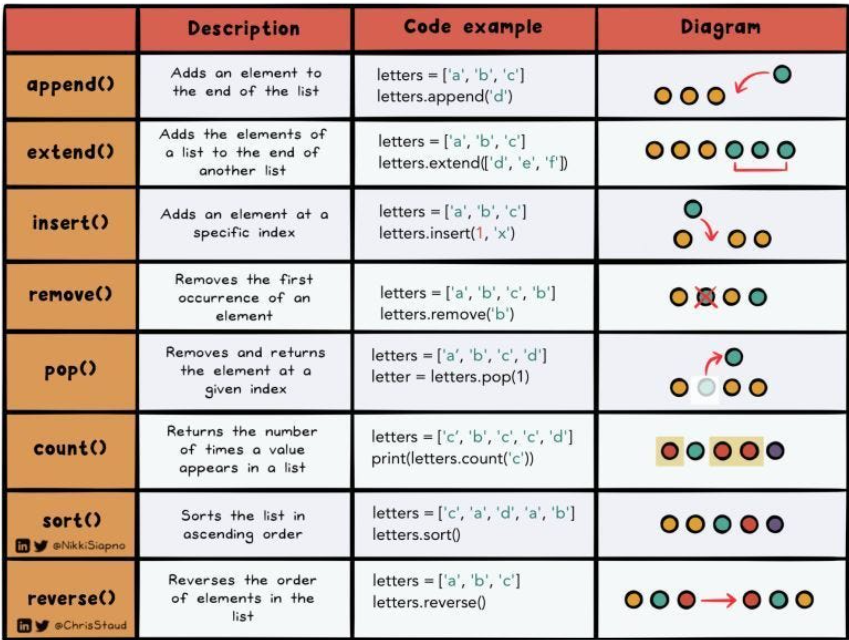 Description Code example Diagram
append()
Adds an element to
the end of the list
letters = ['a', 'b', 'c']
letters.append('d')
extend()
Adds the elements of
a list to the end of
another list
letters = ['a', 'b', 'c']
letters.extend(['d', 'e', 'f'])
insert()
Adds an element at a
specific index
letters = ['a', 'b', 'c']
letters.insert(1, 'x')
remove()
Removes the first
occurrence of an
element
letters = ['a', 'b', 'c', 'b']
letters.remove('b')
pop()
Removes and returns
the element at a
given index
letters = ['a', 'b', 'c', 'd']
letter = letters.pop(1)
count()
Returns the number
of times a value
appears in a list
letters = ['c', 'b', 'c', 'c', 'd']
print(letters.count('c'))
sort()
in @NikkiSiapno
Sorts the list in
ascending order
letters = ['c', 'a', 'd', 'a', 'b']
letters.sort()
reverse()
in @ChrisStaud
Reverses the order
of elements in the
list
letters = ['a', 'b', 'c']
letters.reverse()